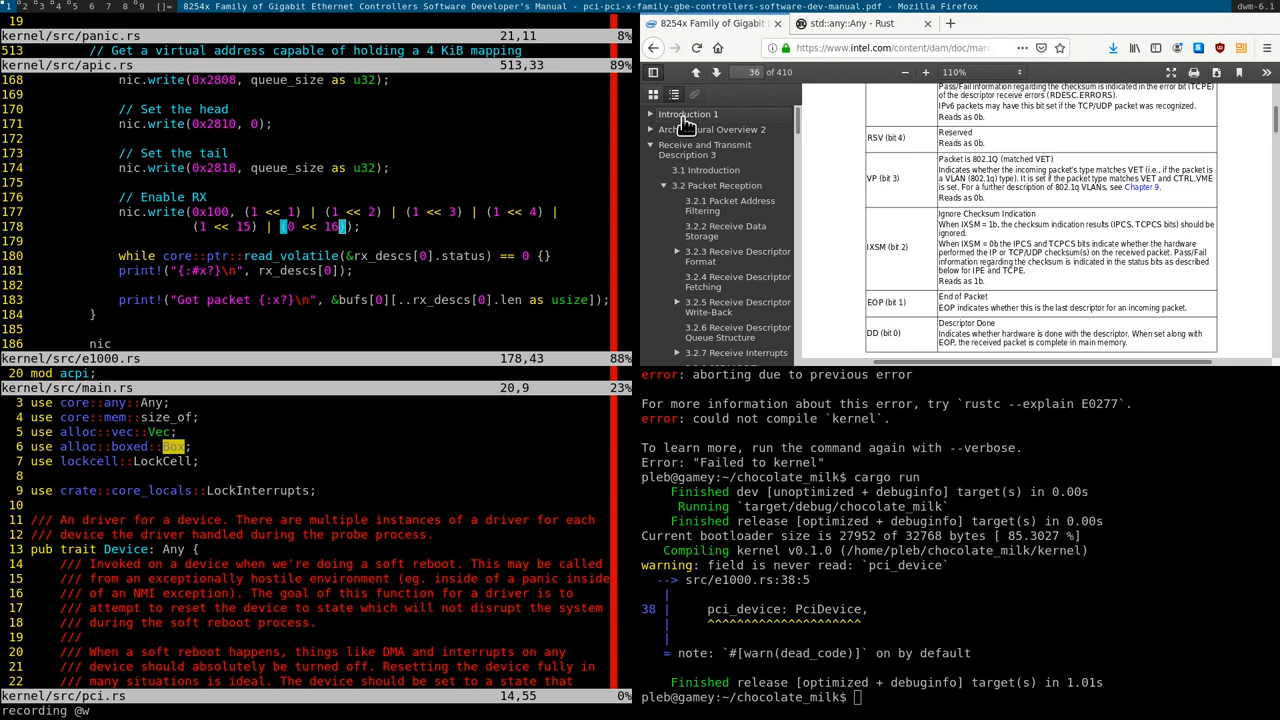 1 2 3 4 5 6 7 8 9 []= 8254x Family of Gigabit Ethernet Controllers Software Developer's Manual - pci-pci-x-family-gbe-controllers-software-dev-manual.pdf - Mozilla Firefox dwm-6.1
19
kernel/src/panic.rs 21,11 8%
513 // Get a virtual address capable of holding a 4 KiB mapping
kernel/src/apic.rs 513,33 89%
168 nic.write(0x2808, queue_size as u32);
169
170 // Set the head
171 nic.write(0x2810, 0);
172
173 // Set the tail
174 nic.write(0x2818, queue_size as u32);
175
176 // Enable RX
177 nic.write(0x100, (1 << 1) | (1 << 2) | (1 << 3) | (1 << 4) |
178 (1 << 15) | (0 << 16));
179
180 while core::ptr::read_volatile(&rx_descs[0].status) == 0 {}
181 print!("{:#x?}\n", rx_descs[0]);
182
183 print!("Got packet {:x?}\n", &bufs[0][..rx_descs[0].len as usize]);
184 }
185
186 nic
kernel/src/e1000.rs 178,43 88%
20 mod acpi;
kernel/src/main.rs 20,9 23%
3 use core::any::Any;
4 use core::mem::size_of;
5 use alloc::vec::Vec;
6 use alloc::boxed::Box;
7 use lockcell::LockCell;
8
9 use crate::core_locals::LockInterrupts;
10
11 /// An driver for a device. There are multiple instances of a driver for each
12 /// device the driver handled during the probe process.
13 pub trait Device: Any {
14 /// Invoked on a device when we're doing a soft reboot. This may be called
15 /// from an exceptionally hostile environment (eg. inside of a panic inside
16 /// of an NMI exception). The goal of this function for a driver is to
17 /// attempt to reset the device to state which will not disrupt the system
18 /// during the soft reboot process.
19 ///
20 /// When a soft reboot happens, things like DMA and interrupts on any
21 /// device should absolutely be turned off. Resetting the device fully in
22 /// many situations is ideal. The device should be set to a state that
kernel/src/pci.rs 14,55 0%
recording @w
8254x Family of Gigabit
std::any::Any - Rust
https://www.intel.com/content/dam/doc/man
36 of 410
110%
Introduction 1
Architectural Overview 2
Receive and Transmit
Description 3
3.1 Introduction
3.2 Packet Reception
3.2.1 Packet Address
Filtering
3.2.2 Receive Data
Storage
3.2.3 Receive Descriptor
Format
3.2.4 Receive Descriptor
Fetching
3.2.5 Receive Descriptor
Write-Back
3.2.6 Receive Descriptor
Queue Structure
3.2.7 Receive Interrupts
Pass/Fail information regarding the checksum is indicated in the error bit (TCPE)
of the descriptor receive errors (RDESC.ERRORS).
IPv6 packets may have this bit set if the TCP/UDP packet was recognized.
Reads as 0b.
RSV (bit 4)
Reserved
Reads as 0b.
VP (bit 3)
Packet is 802.1Q (matched VET)
Indicates whether the incoming packet's type matches VET (i.e., if the packet is
a VLAN (802.1q) type). It is set if the packet type matches VET and CTRL.VME
is set. For a further description of 802.1q VLANs, see Chapter 9.
Reads as 0b.
IXSM (bit 2)
Ignore Checksum Indication
When IXSM = 1b, the checksum indication results (IPCS, TCPCS bits) should be
ignored.
When IXSM = 0b the IPCS and TCPCS bits indicate whether the hardware
performed the IP or TCP/UDP checksum(s) on the received packet. Pass/Fail
information regarding the checksum is indicated in the status bits as described
below for IPE and TCPE.
Reads as 1b.
EOP (bit 1)
End of Packet
EOP indicates whether this is the last descriptor for an incoming packet.
DD (bit 0)
Descriptor Done
Indicates whether hardware is done with the descriptor. When set along with
EOP, the received packet is complete in main memory.
error: aborting due to previous error
For more information about this error, try `rustc --explain E0277`.
error: could not compile `kernel`.
To learn more, run the command again with --verbose.
Error: "Failed to kernel"
pleb@gamey:~/chocolate_milk$ cargo run
Finished dev [unoptimized + debuginfo] target(s) in 0.00s
Running `target/debug/chocolate_milk`
Finished release [optimized + debuginfo] target(s) in 0.00s
Current bootloader size is 27952 of 32768 bytes [ 85.3027 %]
Compiling kernel v0.1.0 (/home/pleb/chocolate_milk/kernel)
warning: field is never read: `pci_device`
--> src/e1000.rs:38:5
|
38 | pci_device: PciDevice,
| ^^^^^^^^^^^^^^^^^^^^^
|
= note: `#[warn(dead_code)]` on by default
Finished release [optimized + debuginfo] target(s) in 1.01s
pleb@gamey:~/chocolate_milk$